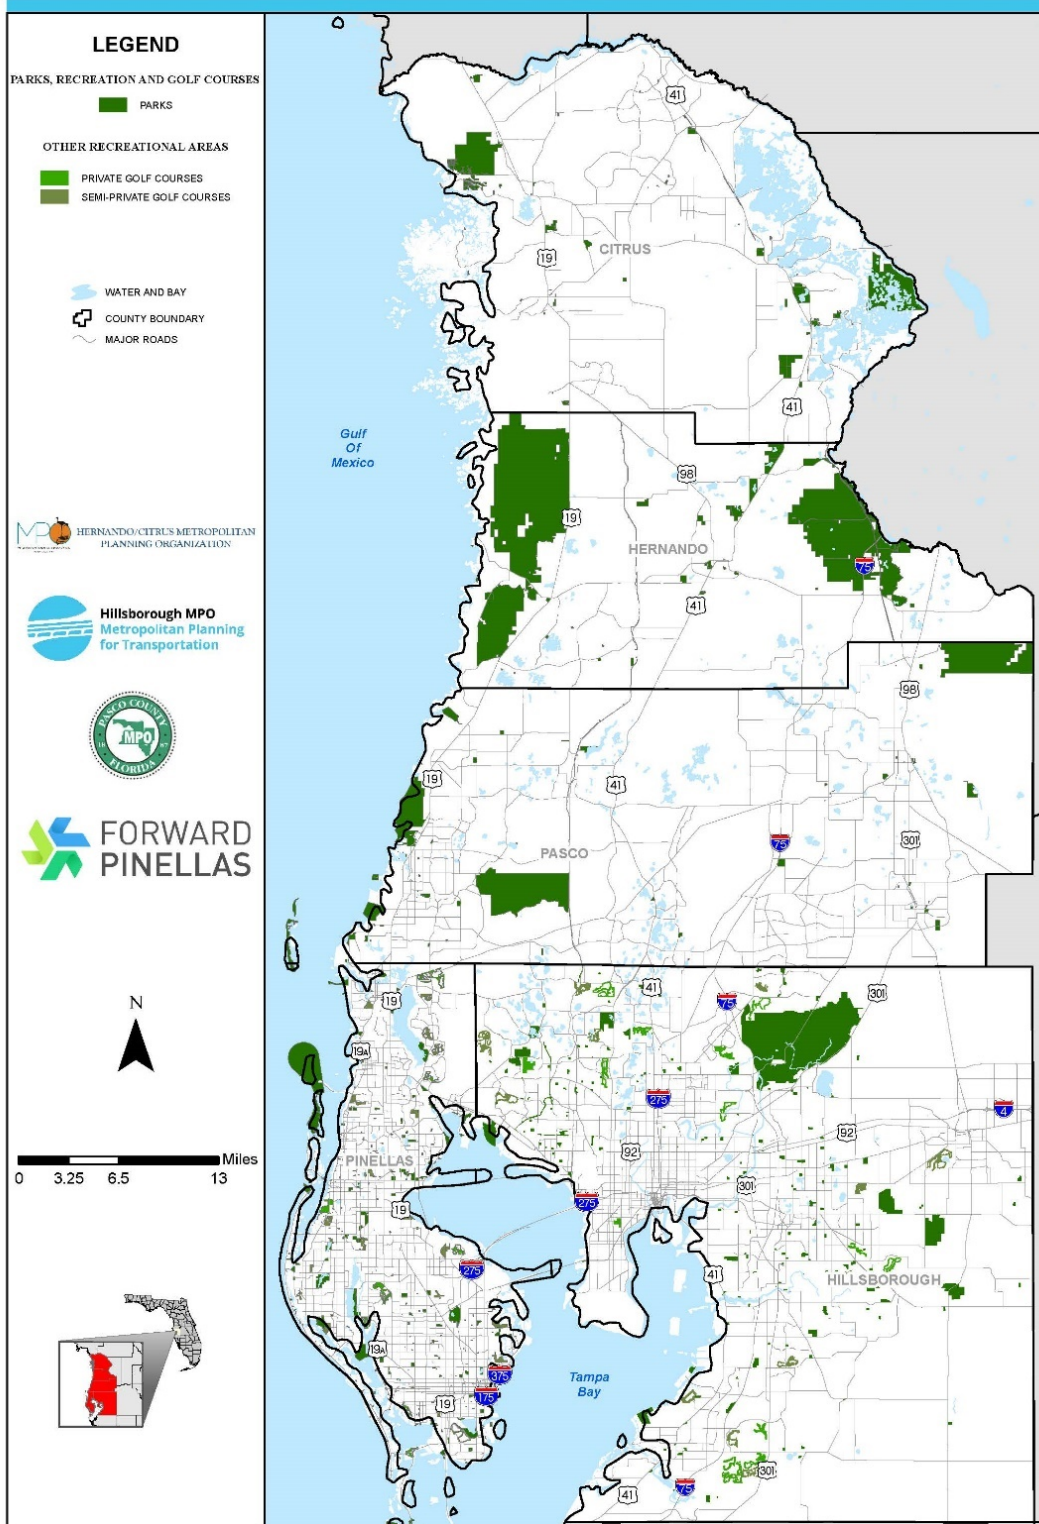 LEGEND
PARKS, RECREATION AND GOLF COURSES
PARKS
OTHER RECREATIONAL AREAS
PRIVATE GOLF COURSES
SEMI-PRIVATE GOLF COURSES
WATER AND BAY
COUNTY BOUNDARY
MAJOR ROADS
MPO
HERNANDO/CITRUS METROPOLITAN
PLANNING ORGANIZATION
Hillsborough MPO
Metropolitan Planning
for Transportation
PASCO COUNTY
MPO
18 87
FLORIDA
FORWARD
PINELLAS
N
Miles
0 3.25 6.5 13
41
CITRUS
19
41
Gulf
Of
Mexico
98
19
HERNANDO
75
41
98
19
41
75
301
PASCO
41
75
301
19
19A
275
4
92
92
PINELLAS
301
275
19
275
41
HILLSBOROUGH
19A
375
Tampa
Bay
175
19
301
75
41